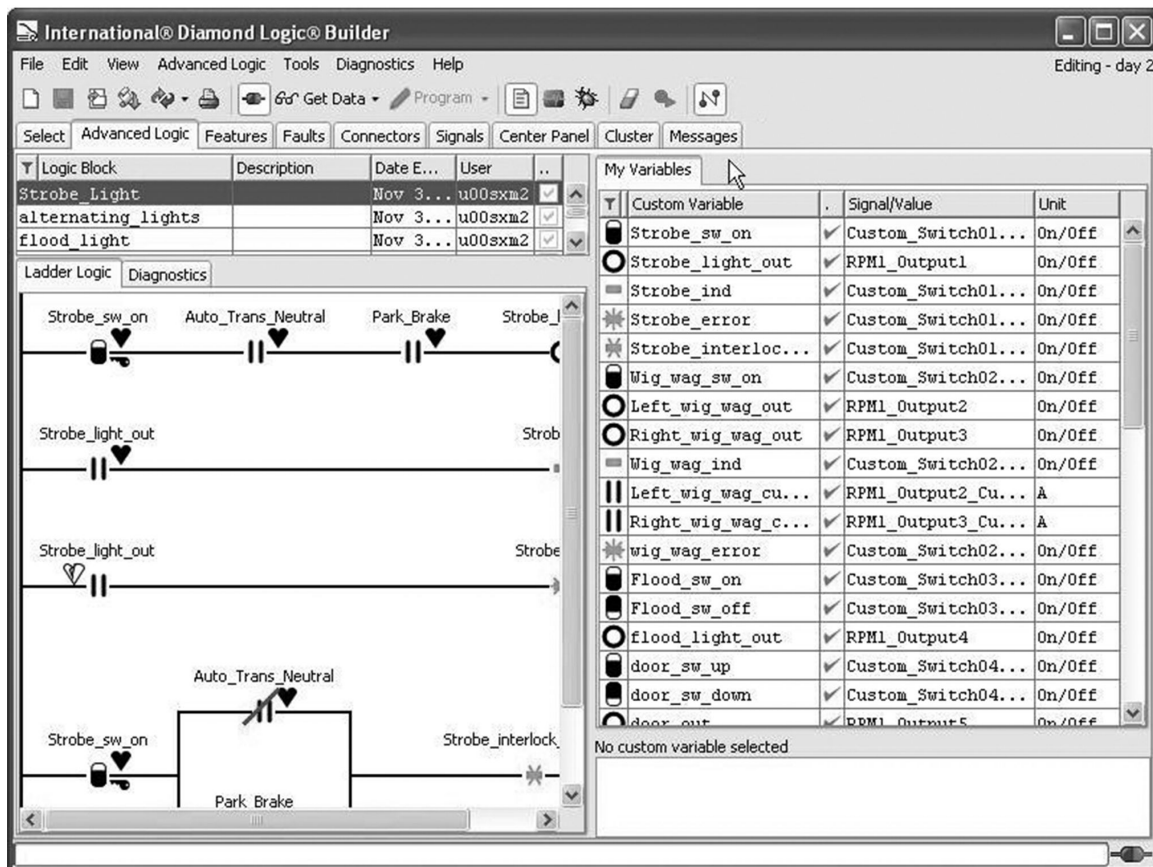 International® Diamond Logic® Builder
File Edit View Advanced Logic Tools Diagnostics Help Editing - day 2
Get Data Program
Select Advanced Logic Features Faults Connectors Signals Center Panel Cluster Messages
Logic Block Description Date E... User ..
Strobe_Light Nov 3... u00sxm2
alternating_lights Nov 3... u00sxm2
flood_light Nov 3... u00sxm2
Ladder Logic Diagnostics
Strobe_sw_on Auto_Trans_Neutral Park_Brake Strobe_l
Strobe_light_out Strob
Strobe_light_out Strobe
Auto_Trans_Neutral
Strobe_sw_on Strobe_interlock_
Park_Brake
My Variables
Custom Variable . Signal/Value Unit
Strobe_sw_on Custom_Switch01... On/Off
Strobe_light_out RPM1_Output1 On/Off
Strobe_ind Custom_Switch01... On/Off
Strobe_error Custom_Switch01... On/Off
Strobe_interloc... Custom_Switch01... On/Off
Wig_wag_sw_on Custom_Switch02... On/Off
Left_wig_wag_out RPM1_Output2 On/Off
Right_wig_wag_out RPM1_Output3 On/Off
Wig_wag_ind Custom_Switch02... On/Off
Left_wig_wag_cu... RPM1_Output2_Cu... A
Right_wig_wag_c... RPM1_Output3_Cu... A
wig_wag_error Custom_Switch02... On/Off
Flood_sw_on Custom_Switch03... On/Off
Flood_sw_off Custom_Switch03... On/Off
flood_light_out RPM1_Output4 On/Off
door_sw_up Custom_Switch04... On/Off
door_sw_down Custom_Switch04... On/Off
door_out RPM1_Output5 On/Off
No custom variable selected